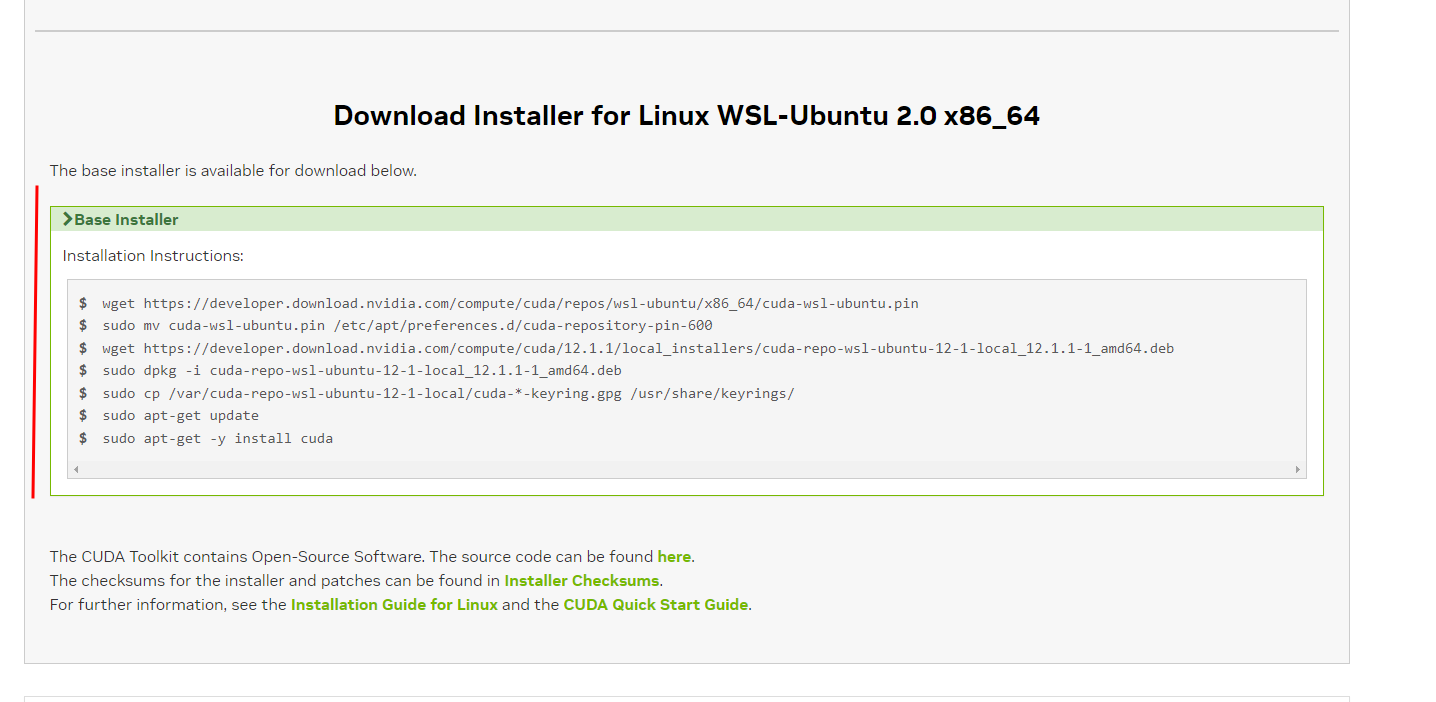 Download Installer for Linux WSL-Ubuntu 2.0 x86_64
The base installer is available for download below.
Base Installer
Installation Instructions:
$ wget https://developer.download.nvidia.com/compute/cuda/repos/wsl-ubuntu/x86_64/cuda-wsl-ubuntu.pin
$ sudo mv cuda-wsl-ubuntu.pin /etc/apt/preferences.d/cuda-repository-pin-600
$ wget https://developer.download.nvidia.com/compute/cuda/12.1.1/local_installers/cuda-repo-wsl-ubuntu-12-1-local_12.1.1-1_amd64.deb
$ sudo dpkg -i cuda-repo-wsl-ubuntu-12-1-local_12.1.1-1_amd64.deb
$ sudo cp /var/cuda-repo-wsl-ubuntu-12-1-local/cuda-*-keyring.gpg /usr/share/keyrings/
$ sudo apt-get update
$ sudo apt-get -y install cuda
The CUDA Toolkit contains Open-Source Software. The source code can be found here.
The checksums for the installer and patches can be found in Installer Checksums.
For further information, see the Installation Guide for Linux and the CUDA Quick Start Guide.